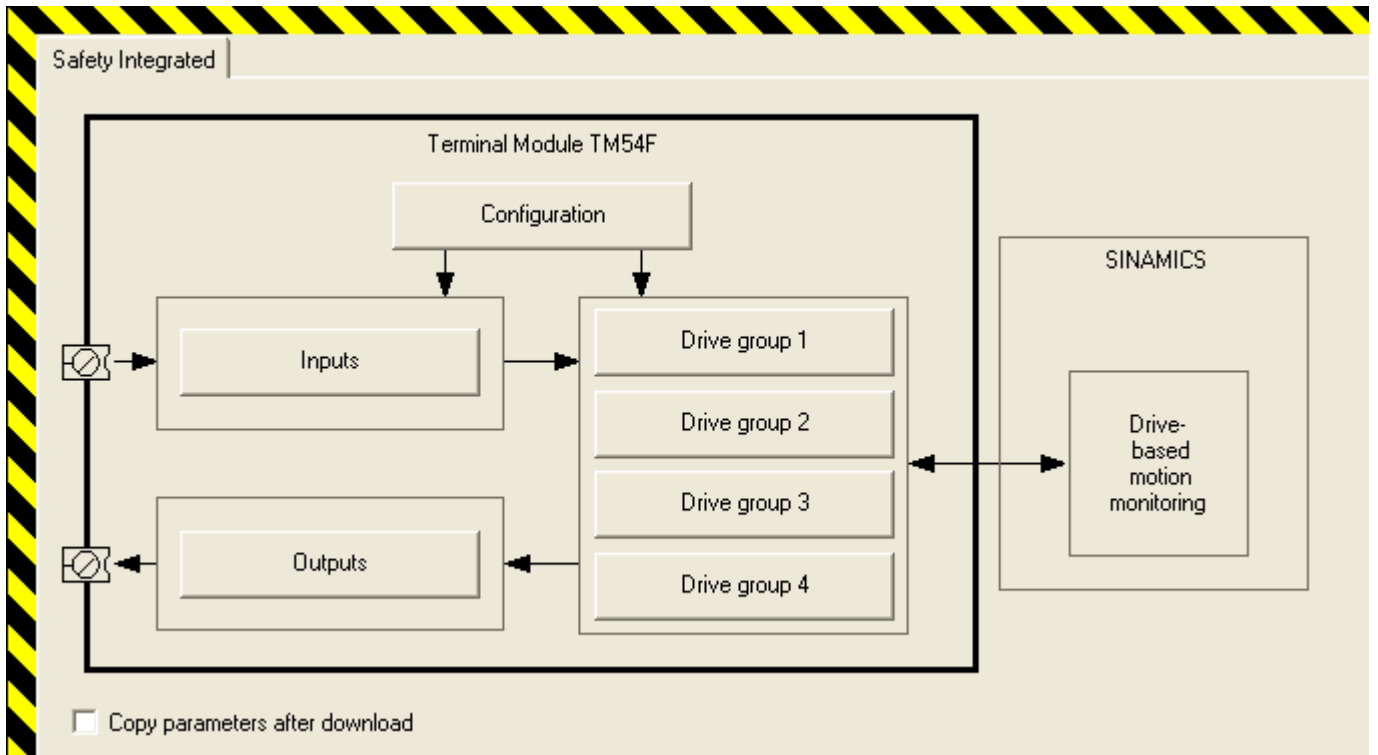 Safety Integrated
Terminal Module TM54F
Configuration
SINAMICS
Inputs
Drive group 1
Drive group 2
Drive group 3
Drive group 4
Drive-
based
motion
monitoring
Outputs
Copy parameters after download